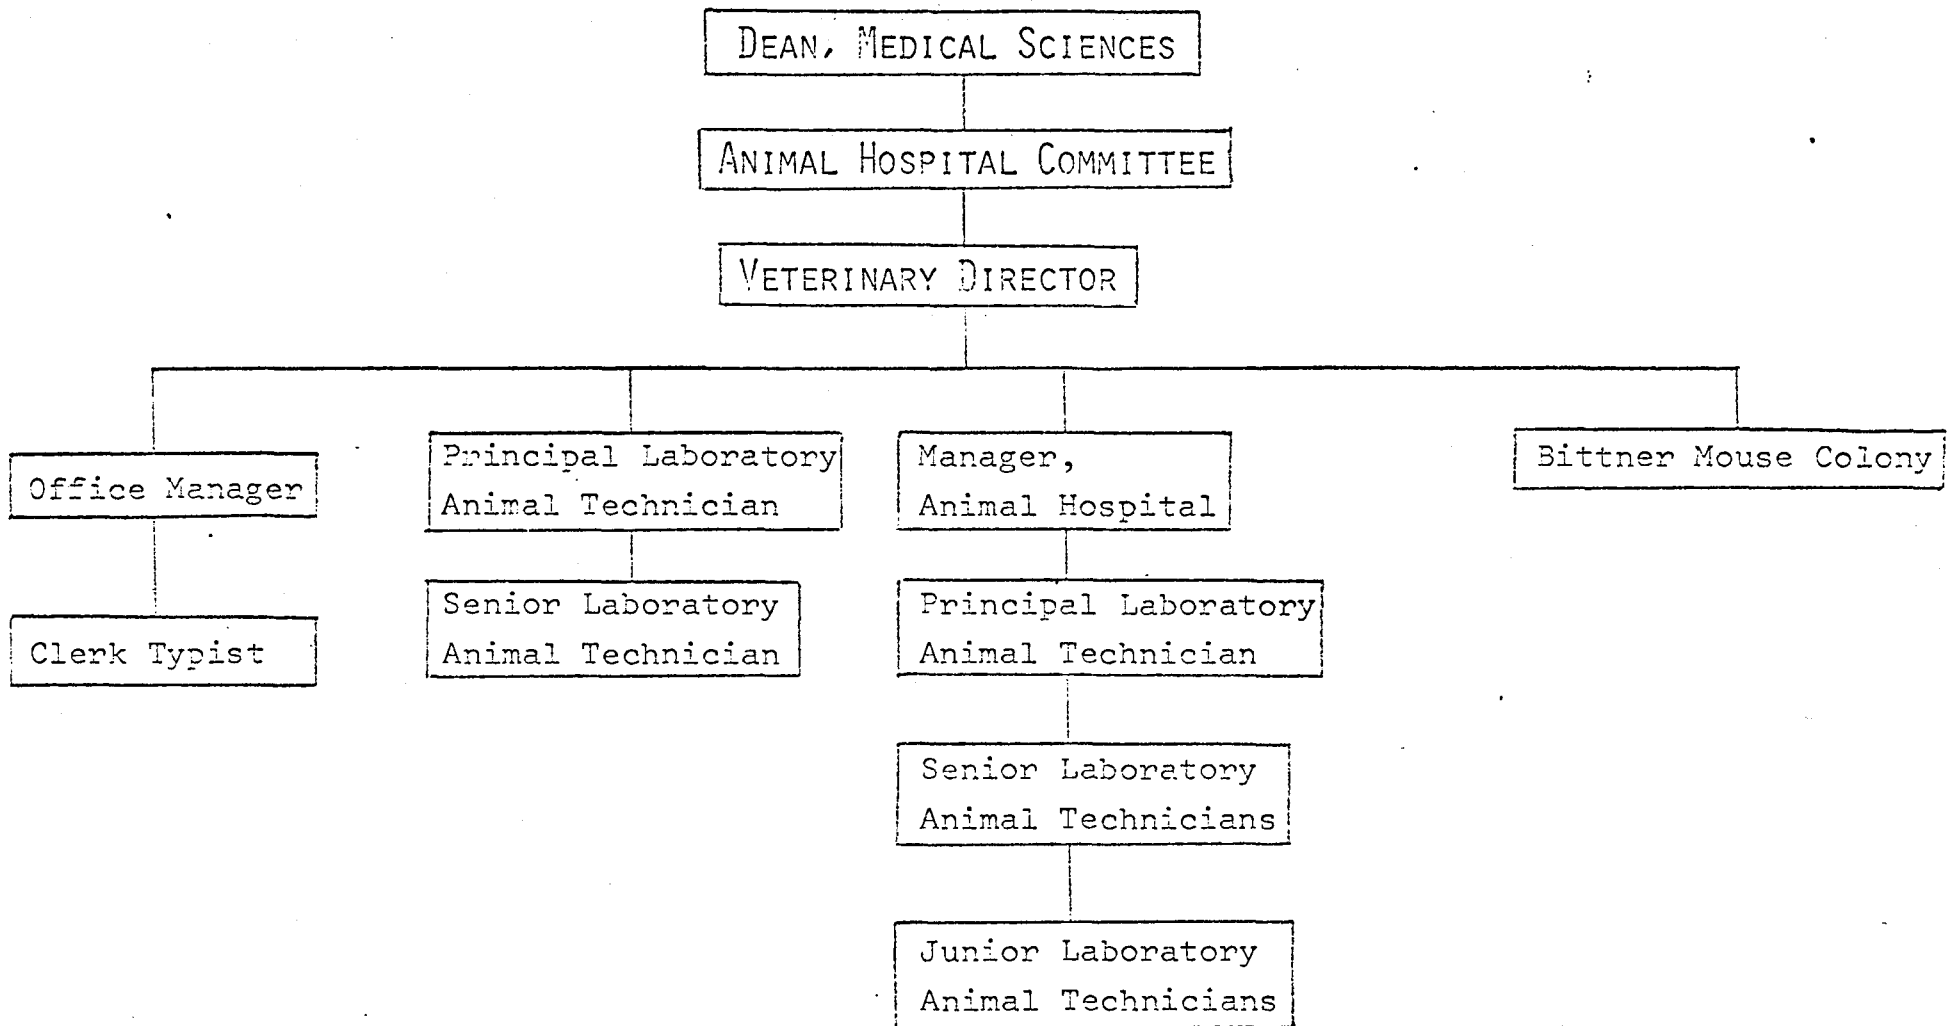 DEAN, MEDICAL SCIENCES
ANIMAL HOSPITAL COMMITTEE
VETERINARY DIRECTOR
Office Manager
Clerk Typist
Principal Laboratory
Animal Technician
Senior Laboratory
Animal Technician
Manager,
Animal Hospital
Principal Laboratory
Animal Technician
Senior Laboratory
Animal Technicians
Junior Laboratory
Animal Technicians
Bittner Mouse Colony